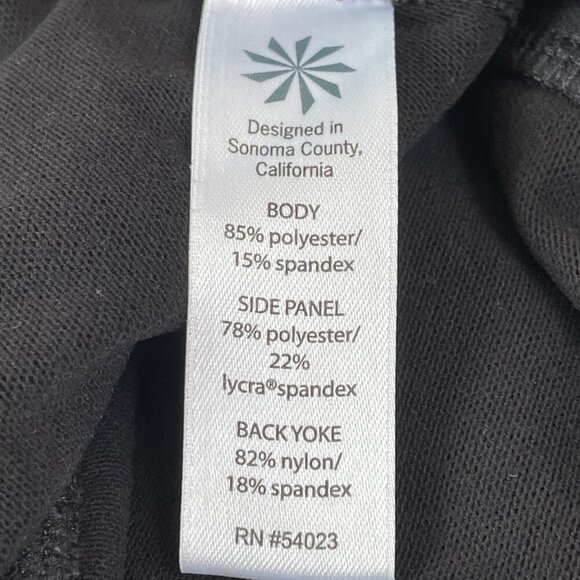 Designed in
Sonoma County,
California
BODY
85% polyester/
15% spandex
SIDE PANEL
78% polyester/
22%
lycra®spandex
BACK YOKE
82% nylon/
18% spandex
RN #54023